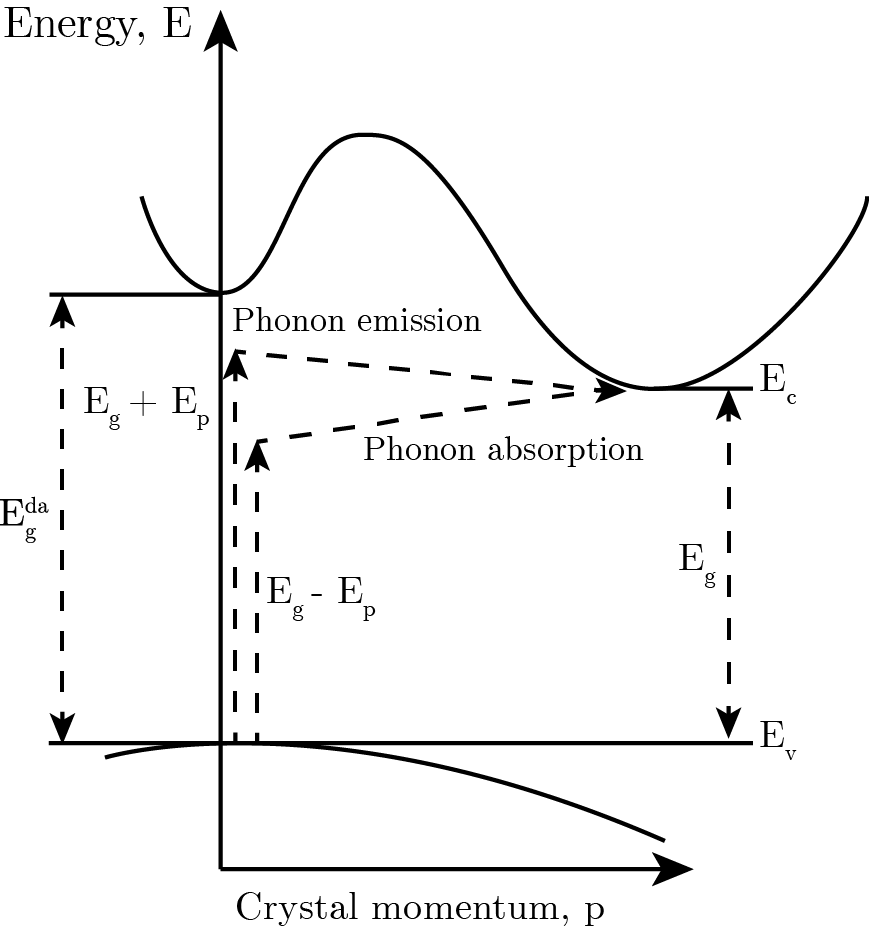 Energy, E
Phonon emission
E_c
E_g + E_p
Phonon absorption
E_g^da
E_g
E_g - E_p
E_v
Crystal momentum, p